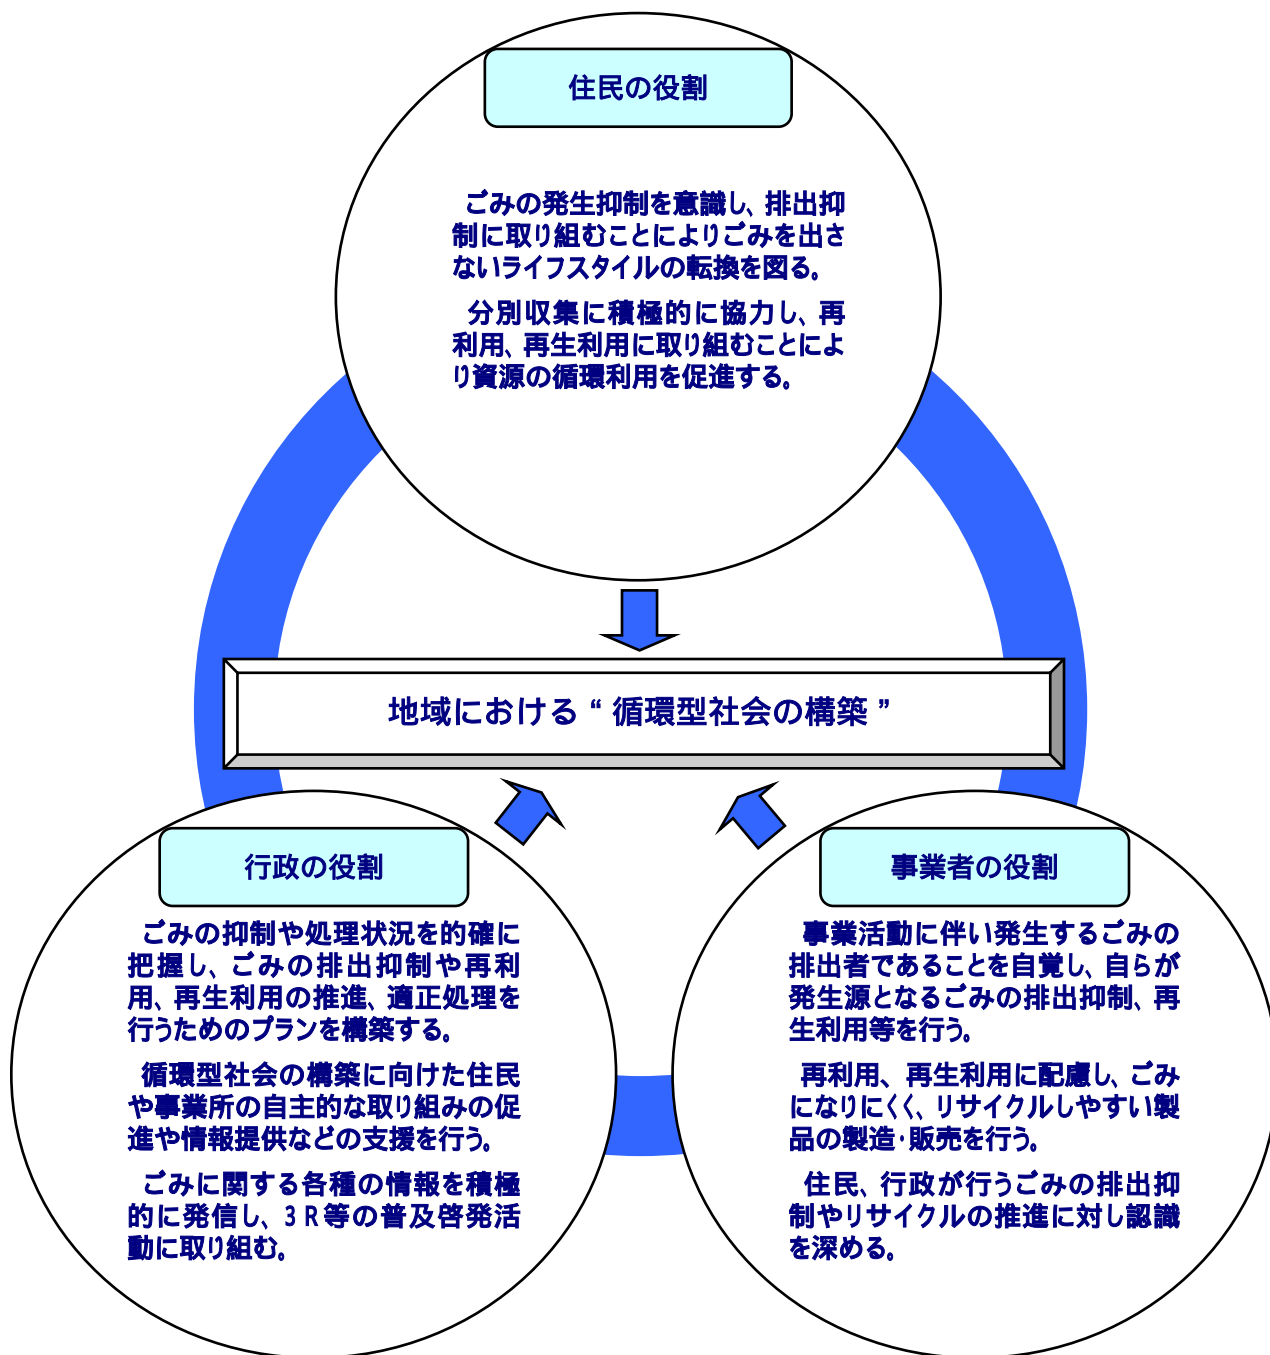 住民の役割
ごみの発生抑制を意識し、排出抑
制に取り組むことによりごみを出さ
ないライフスタイルの転換を図る。
分別収集に積極的に協力し、再
利用、再生利用に取り組むことによ
り資源の循環利用を促進する。
地域における“循環型社会の構築”
行政の役割
ごみの抑制や処理状況を的確に
把握し、ごみの排出抑制や再利
用、再生利用の推進、適正処理を
行うためのプランを構築する。
循環型社会の構築に向けた住民
や事業所の自主的な取り組みの促
進や情報提供などの支援を行う。
ごみに関する各種の情報を積極
的に発信し、3R等の普及啓発活
動に取り組む。
事業者の役割
事業活動に伴い発生するごみの
排出者であることを自覚し、自らが
発生源となるごみの排出抑制、再
生利用等を行う。
再利用、再生利用に配慮し、ごみ
になりにくく、リサイクルしやすい製
品の製造・販売を行う。
住民、行政が行うごみの排出抑
制やリサイクルの推進に対し認識
を深める。